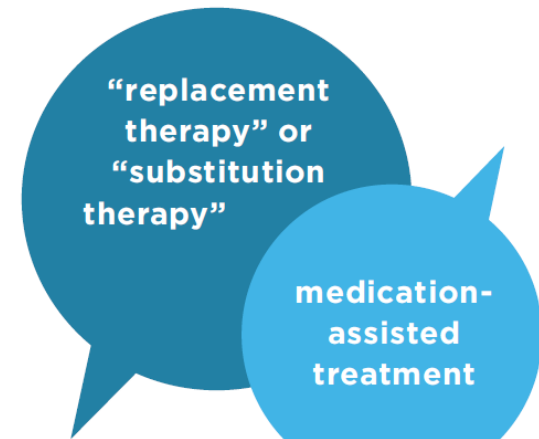 “replacement
therapy” or
“substitution
therapy”
medication-
assisted
treatment